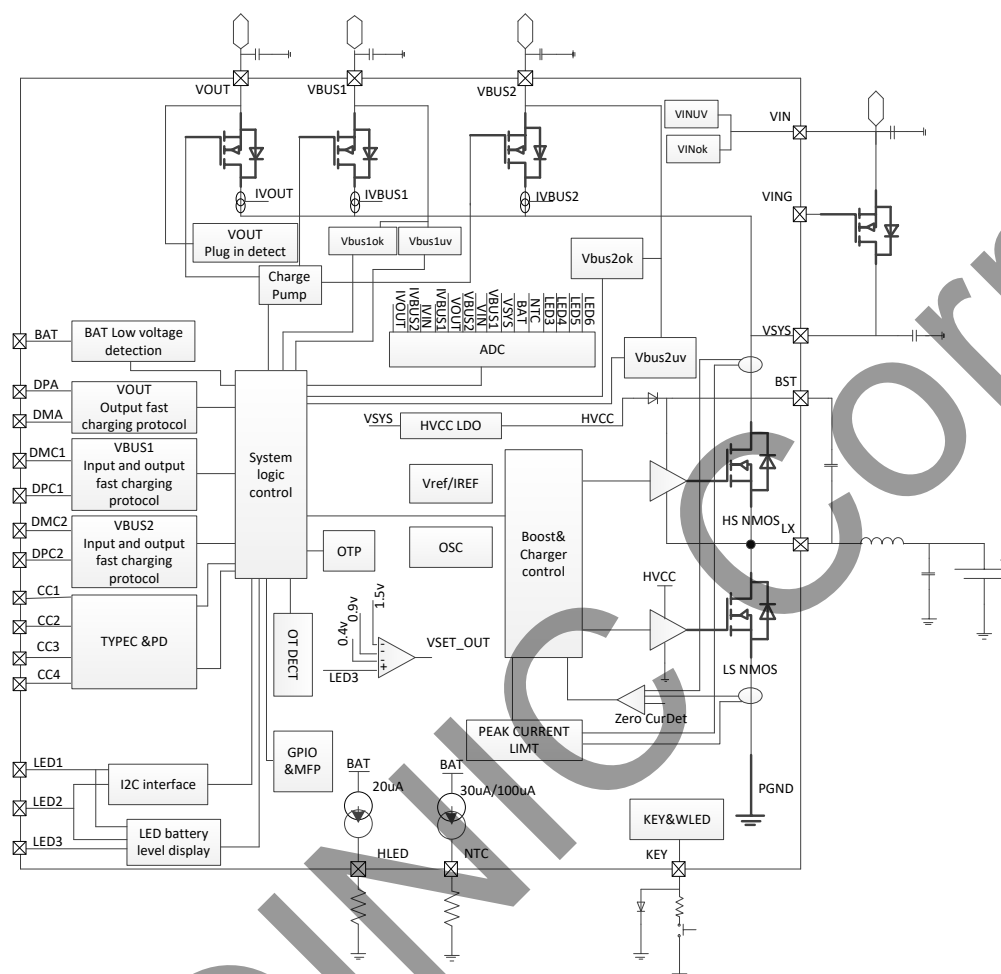 VOUT
VBUS1
VBUS2
VINUV
VINok
VIN
VING
IVOUT
IVBUS1
IVBUS2
VOUT
Plug in detect
Vbus1ok
Vbus1uv
Vbus2ok
Charge
Pump
IVOUT
IVBUS2
IVIN
IVBUS1
VOUT
VBUS2
VIN
VBUS1
VSYS
BAT
NTC
LED3
LED4
LED5
LED6
ADC
Vbus2uv
VSYS
BAT
BAT Low voltage
detection
BST
DPA
DMA
VOUT
Output fast
charging protocol
VSYS
HVCC LDO
HVCC
DMC1
DPC1
VBUS1
Input and output
fast charging
protocol
System
logic
control
Vref/IREF
DMC2
DPC2
VBUS2
Input and output
fast charging
protocol
OTP
OSC
Boost&
Charger
control
HS NMOS
LX
HVCC
CC1
CC2
CC3
CC4
TYPEC &PD
OT DECT
0.4v
0.9v
1.5v
LED3
VSET_OUT
LS NMOS
Zero CurDet
PEAK CURRENT
LIMT
LED1
LED2
LED3
I2C interface
LED battery
level display
GPIO
&MFP
BAT
20uA
BAT
30uA/100uA
PGND
KEY&WLED
HLED
NTC
KEY
INIC Corp